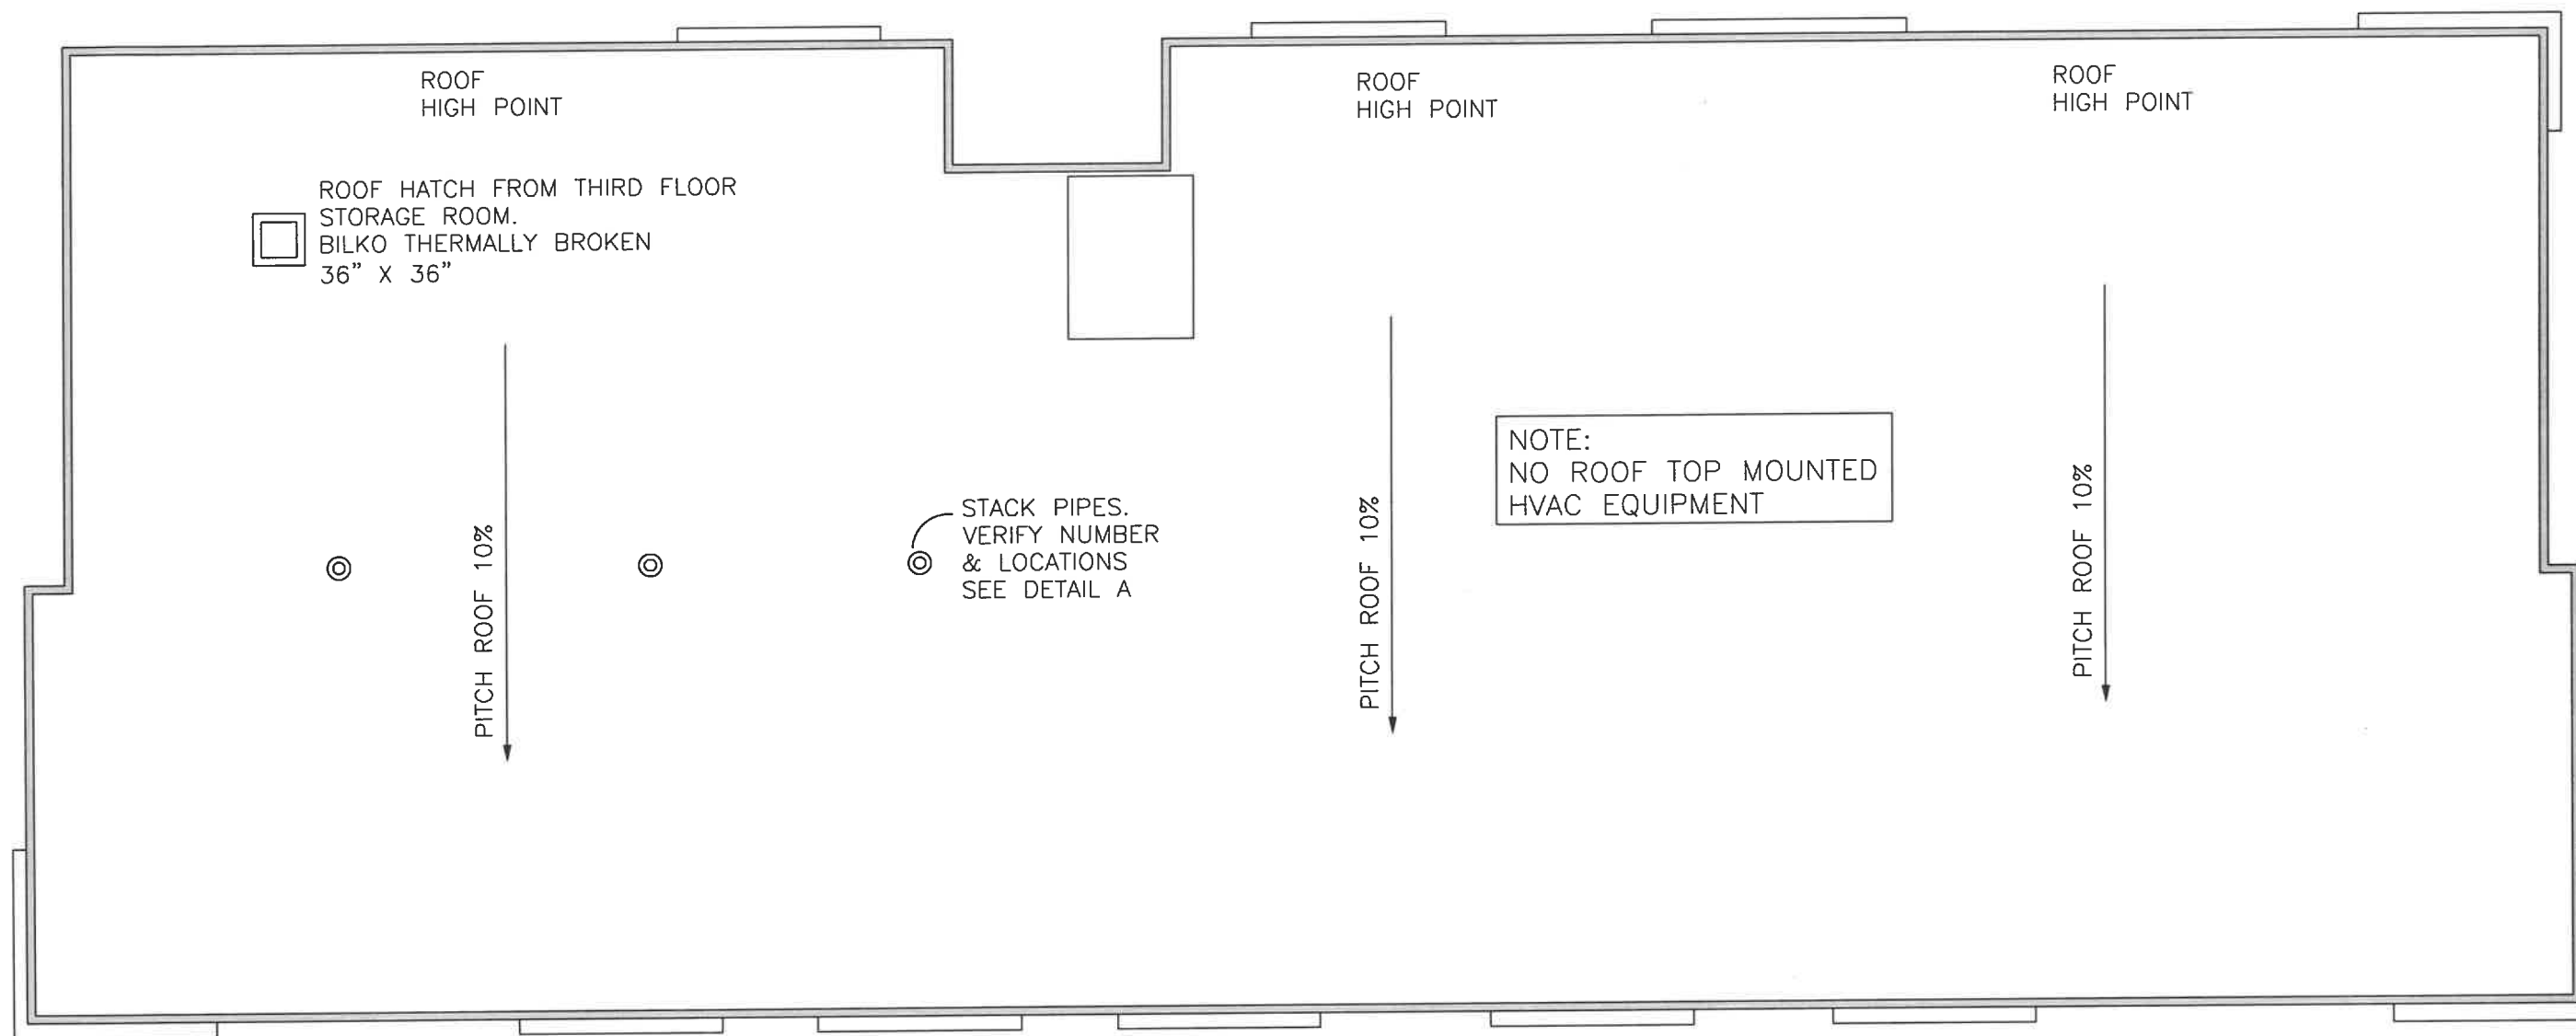 ROOF
HIGH POINT
ROOF
HIGH POINT
ROOF
HIGH POINT
ROOF HATCH FROM THIRD FLOOR
STORAGE ROOM.
BILKO THERMALLY BROKEN
36" X 36"
PITCH ROOF 10%
STACK PIPES.
VERIFY NUMBER
& LOCATIONS
SEE DETAIL A
PITCH ROOF 10%
NOTE:
NO ROOF TOP MOUNTED
HVAC EQUIPMENT
PITCH ROOF 10%